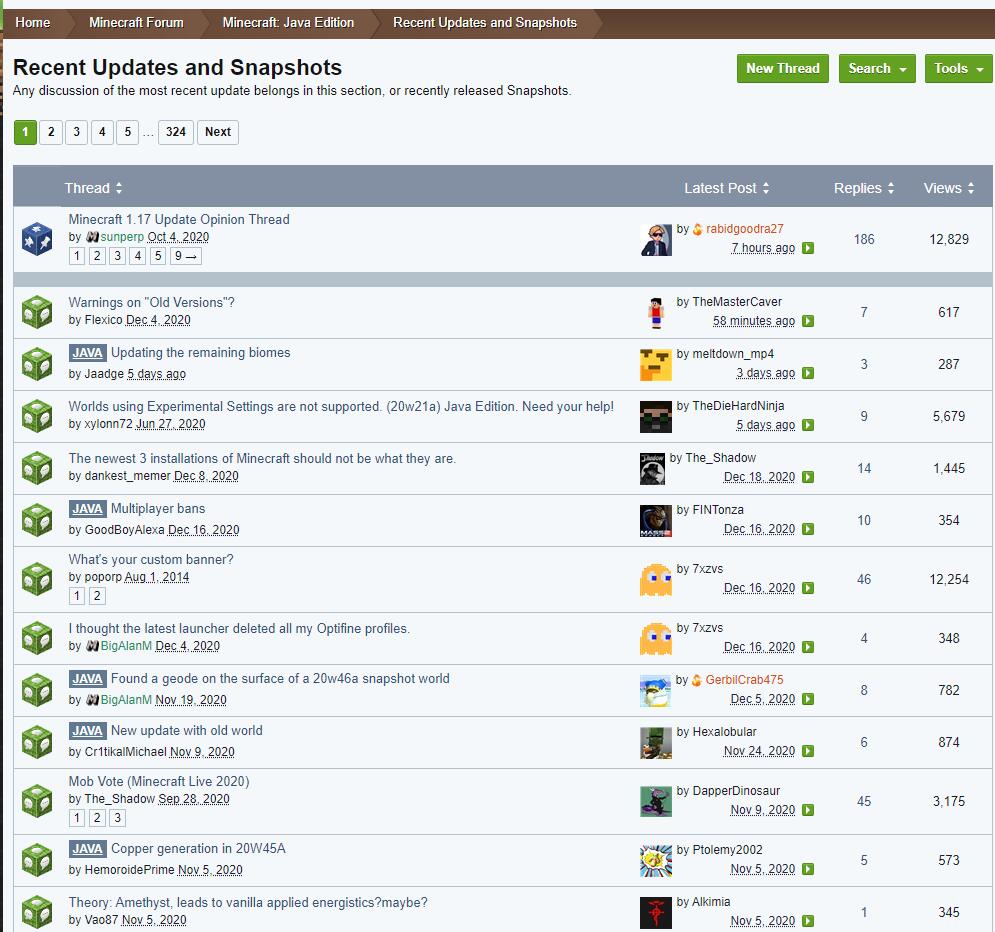 Home Minecraft Forum Minecraft: Java Edition Recent Updates and Snapshots
Recent Updates and Snapshots
New Thread Search Tools
Any discussion of the most recent update belongs in this section, or recently released Snapshots.
1 2 3 4 5 ... 324 Next
Thread Latest Post Replies Views
Minecraft 1.17 Update Opinion Thread
by sunperp Oct 4, 2020
1 2 3 4 5 9 →
by rabidgoodra27
7 hours ago
186 12,829
Warnings on "Old Versions"?
by Flexico Dec 4, 2020
by TheMasterCaver
58 minutes ago
7 617
JAVA Updating the remaining biomes
by Jaadge 5 days ago
by meltdown_mp4
3 days ago
3 287
Worlds using Experimental Settings are not supported. (20w21a) Java Edition. Need your help!
by xylonn72 Jun 27, 2020
by TheDieHardNinja
5 days ago
9 5,679
The newest 3 installations of Minecraft should not be what they are.
by dankest_memer Dec 8, 2020
by The_Shadow
Dec 18, 2020
14 1,445
JAVA Multiplayer bans
by GoodBoyAlexa Dec 16, 2020
by FINTonza
Dec 16, 2020
10 354
What's your custom banner?
by poporp Aug 1, 2014
1 2
by 7xzvs
Dec 16, 2020
46 12,254
I thought the latest launcher deleted all my Optifine profiles.
by BigAlanM Dec 4, 2020
by 7xzvs
Dec 16, 2020
4 348
JAVA Found a geode on the surface of a 20w46a snapshot world
by BigAlanM Nov 19, 2020
by GerbilCrab475
Dec 5, 2020
8 782
JAVA New update with old world
by Cr1tikalMichael Nov 9, 2020
by Hexalobular
Nov 24, 2020
6 874
Mob Vote (Minecraft Live 2020)
by The_Shadow Sep 28, 2020
1 2 3
by DapperDinosaur
Nov 9, 2020
45 3,175
JAVA Copper generation in 20W45A
by HemoroidePrime Nov 5, 2020
by Ptolemy2002
Nov 5, 2020
5 573
Theory: Amethyst, leads to vanilla applied energistics?maybe?
by Vao87 Nov 5, 2020
by Alkimia
Nov 5, 2020
1 345